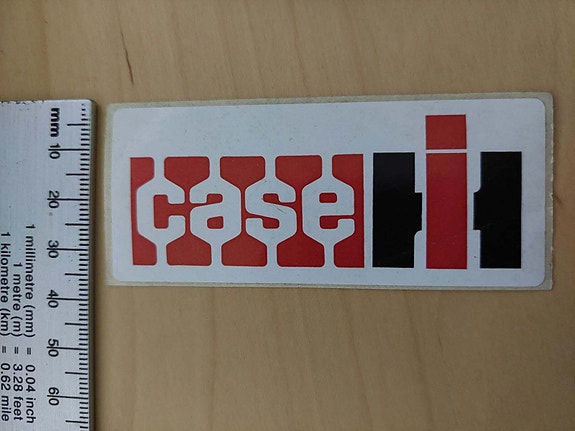 case IH
mm 10 20 30 40 50 60
1 millimetre (mm) = 0.04 inch
1 metre (m) = 3.28 feet
1 kilometre (km) = 0.62 mile